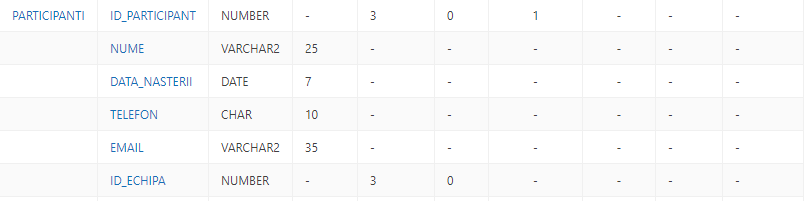 PARTICIPANTI ID_PARTICIPANT NUMBER - 3 0 1 - - -
NUME VARCHAR2 25 - - - - - -
DATA_NASTERII DATE 7 - - - - - -
TELEFON CHAR 10 - - - - - -
EMAIL VARCHAR2 35 - - - - - -
ID_ECHIPA NUMBER - 3 0 - - - -